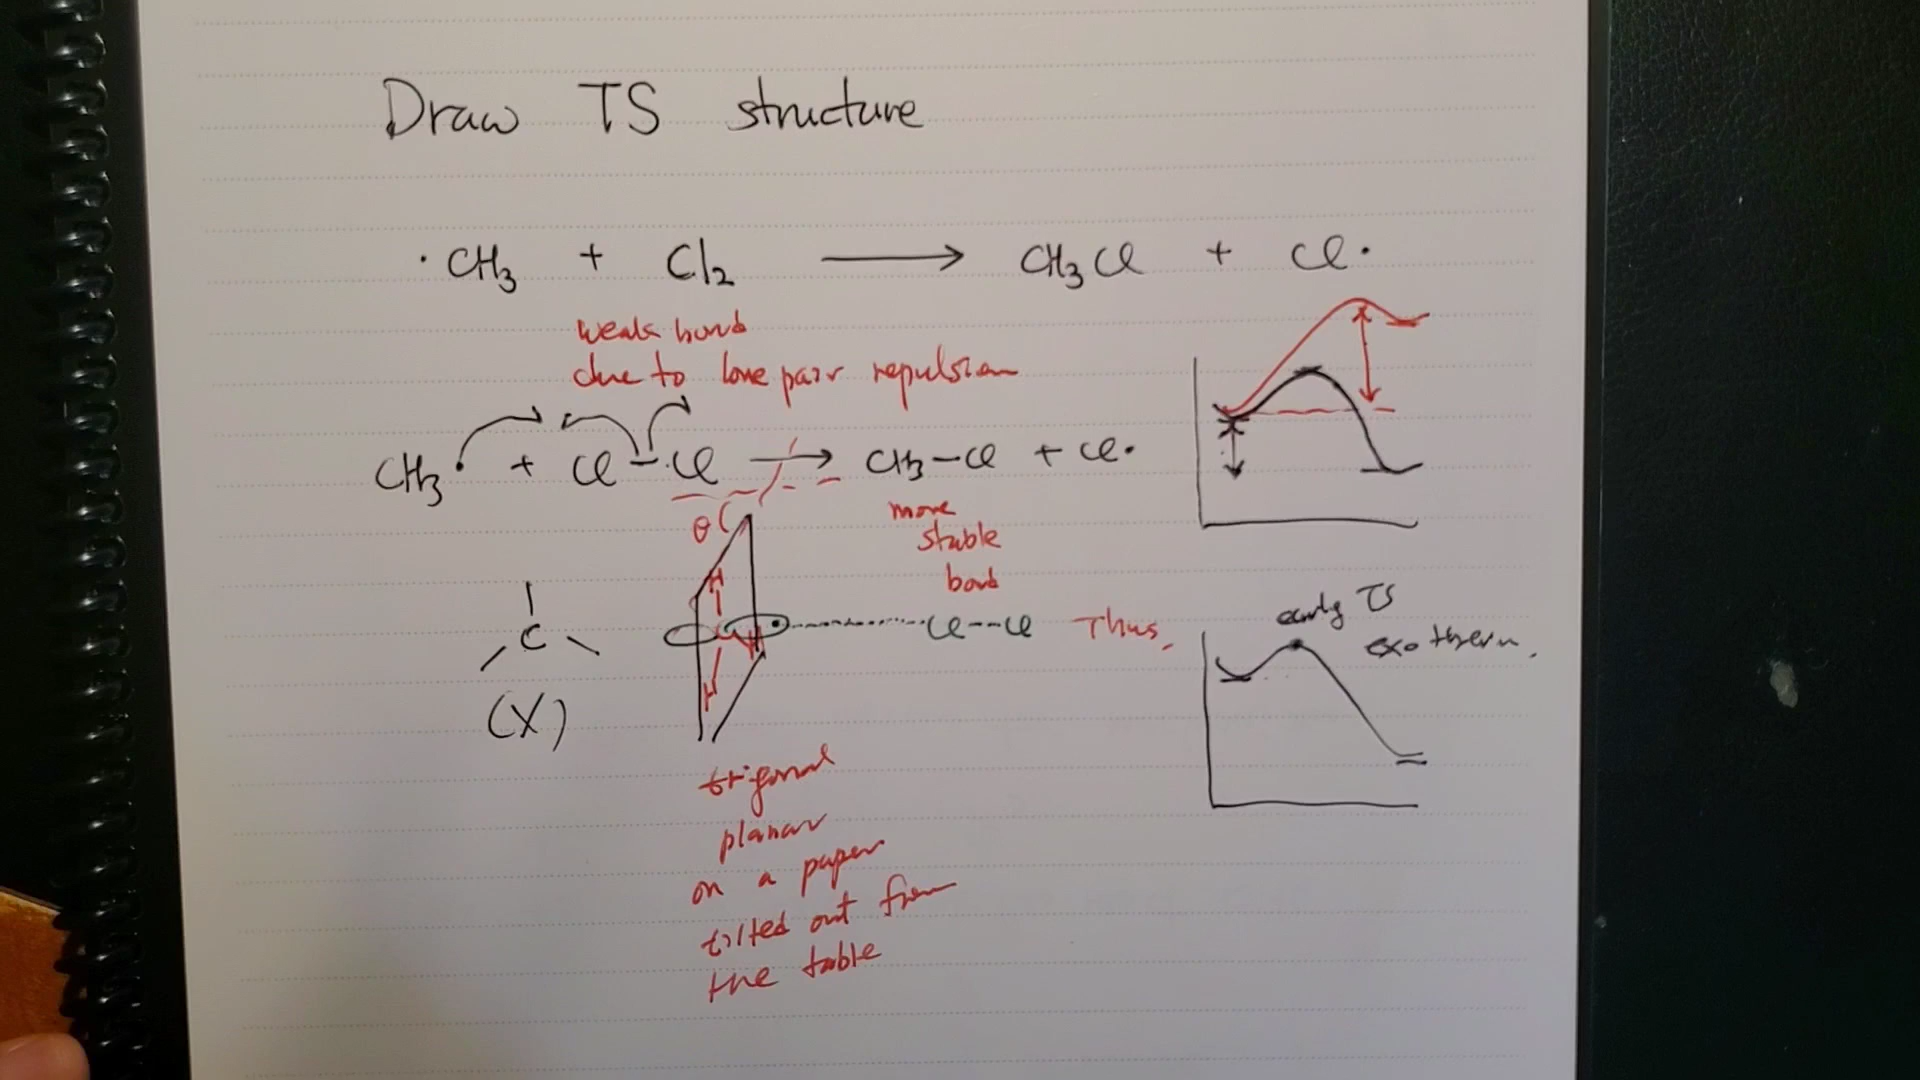 Draw TS structure
·CH3 + Cl2 ⟶ CH3Cl + Cl·
weak bond
due to lone pair repulsion
CH3· + Cl–Cl → CH3–Cl + Cl·
θ
more
stable
bond
H
C
C H
Cl--Cl Thus,
H
(X)
early TS
exotherm.
trigonal
planar
on a paper
tilted out from
the table